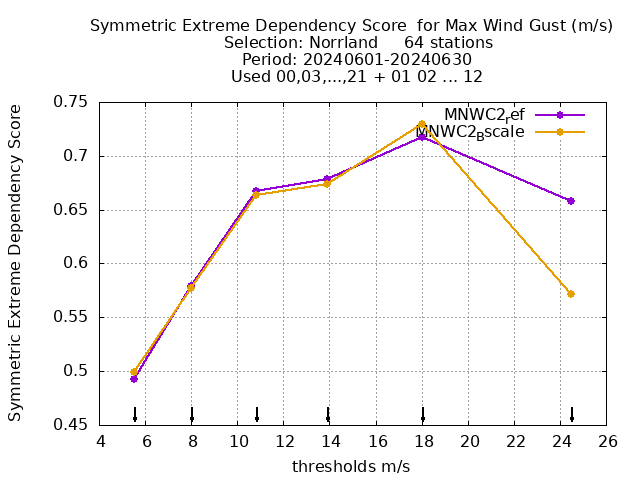 Symmetric Extreme Dependency Score  for Max Wind Gust (m/s)
Selection: Norrland     64 stations
Period: 20240601-20240630
Used 00,03,...,21 + 01 02 ... 12
Symmetric Extreme Dependency Score
0.75
0.7
0.65
0.6
0.55
0.5
0.45
MNWC2ref
MNWC2Bscale
4 6 8 10 12 14 16 18 20 22 24 26
thresholds m/s